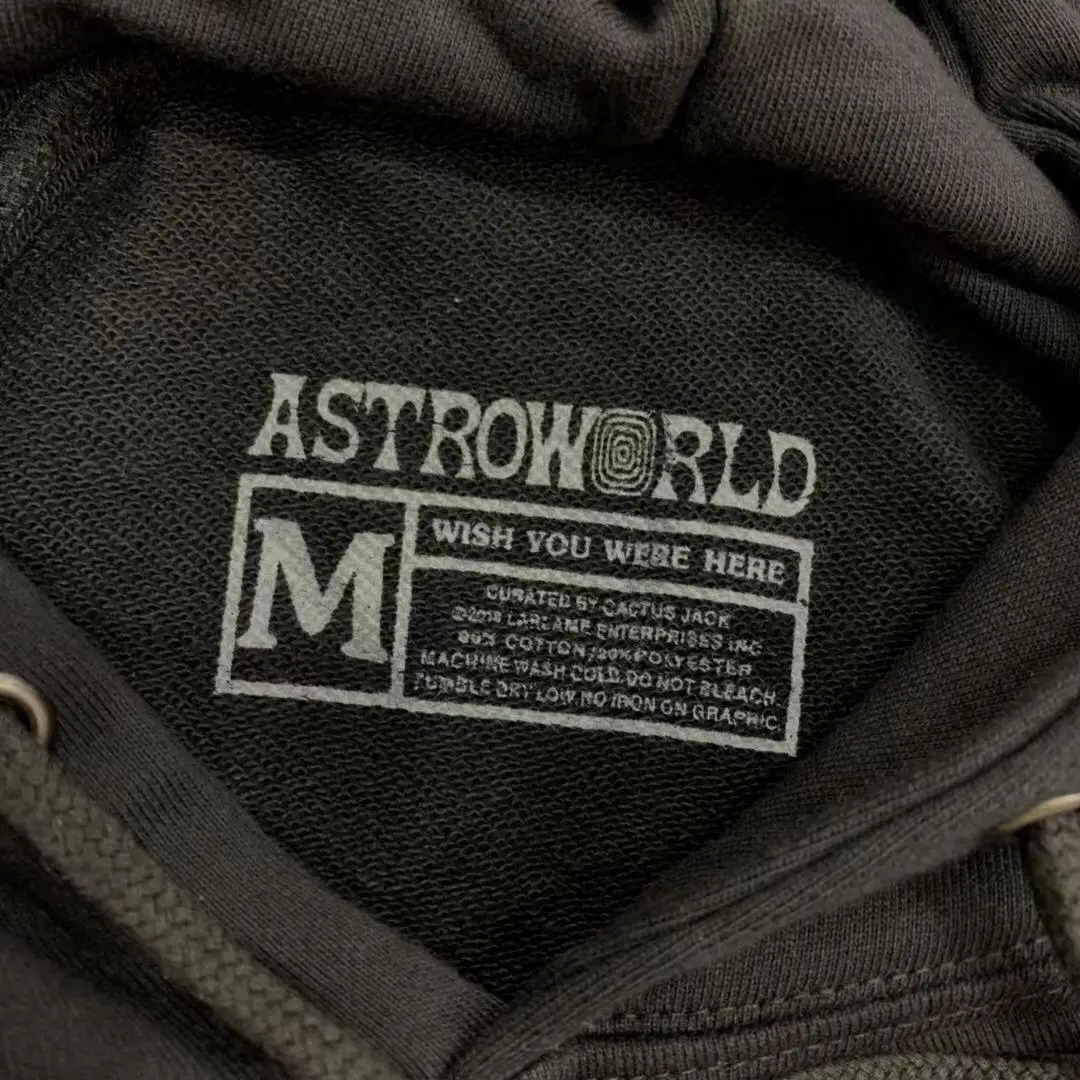 ASTROWORLD
M
WISH YOU WERE HERE
CURATED BY CACTUS JACK
LAFLAME ENTERPRISES INC
COTTON /20% POLYESTER
MACHINE WASH COLD. DO NOT BLEACH
TUMBLE DRY LOW. NO IRON ON GRAPHIC